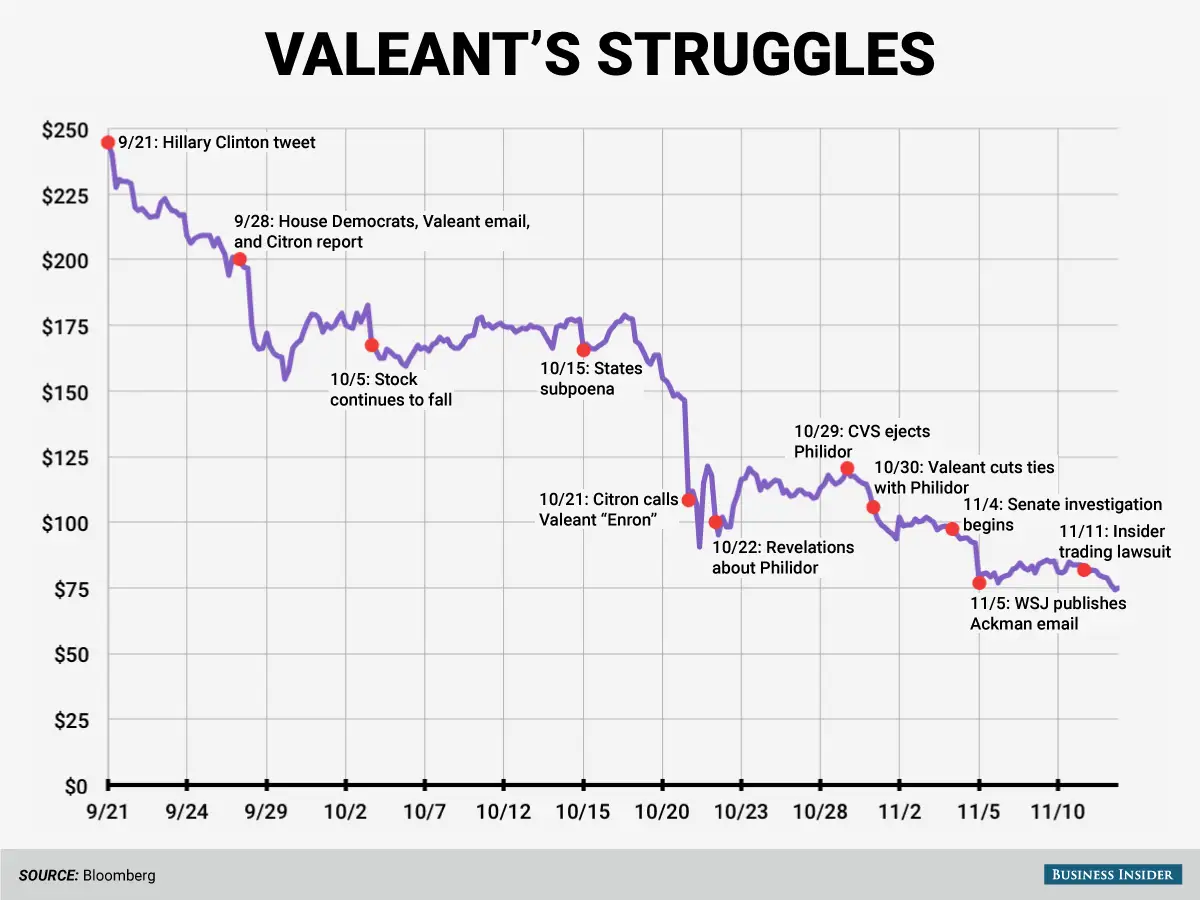 VALEANT’S STRUGGLES
$250
$225
$200
$175
$150
$125
$100
$75
$50
$25
$0
9/21: Hillary Clinton tweet
9/28: House Democrats, Valeant email,
and Citron report
10/5: Stock
continues to fall
10/15: States
subpoena
10/21: Citron calls
Valeant “Enron”
10/22: Revelations
about Philidor
10/29: CVS ejects
Philidor
10/30: Valeant cuts ties
with Philidor
11/4: Senate investigation
begins
11/5: WSJ publishes
Ackman email
11/11: Insider
trading lawsuit
9/21 9/24 9/29 10/2 10/7 10/12 10/15 10/20 10/23 10/28 11/2 11/5 11/10
SOURCE: Bloomberg
BUSINESS INSIDER